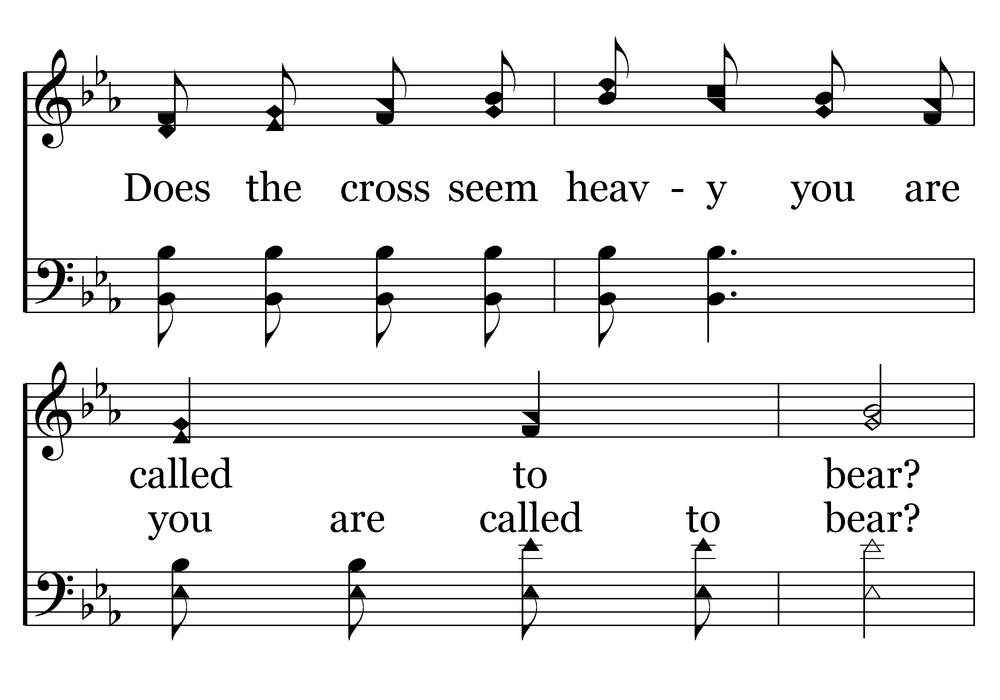 Does the cross seem heav - y you are
called to bear?
you are called to bear?